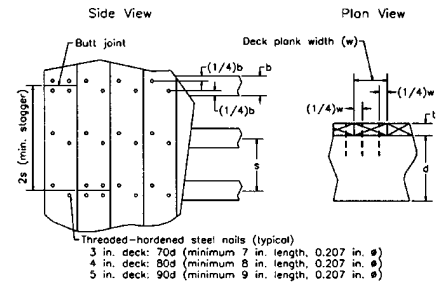 Side View
Plan View
Butt joint
(1/4)b
b
(1/4)b
2s (min. stagger)
s
Deck plank width (w)
(1/4)w
(1/4)w
t
d
Threaded-hardened steel nails (typical)
3 in. deck: 70d (minimum 7 in. length, 0.207 in. ø)
4 in. deck: 80d (minimum 8 in. length, 0.207 in. ø)
5 in. deck: 90d (minimum 9 in. length, 0.207 in. ø)